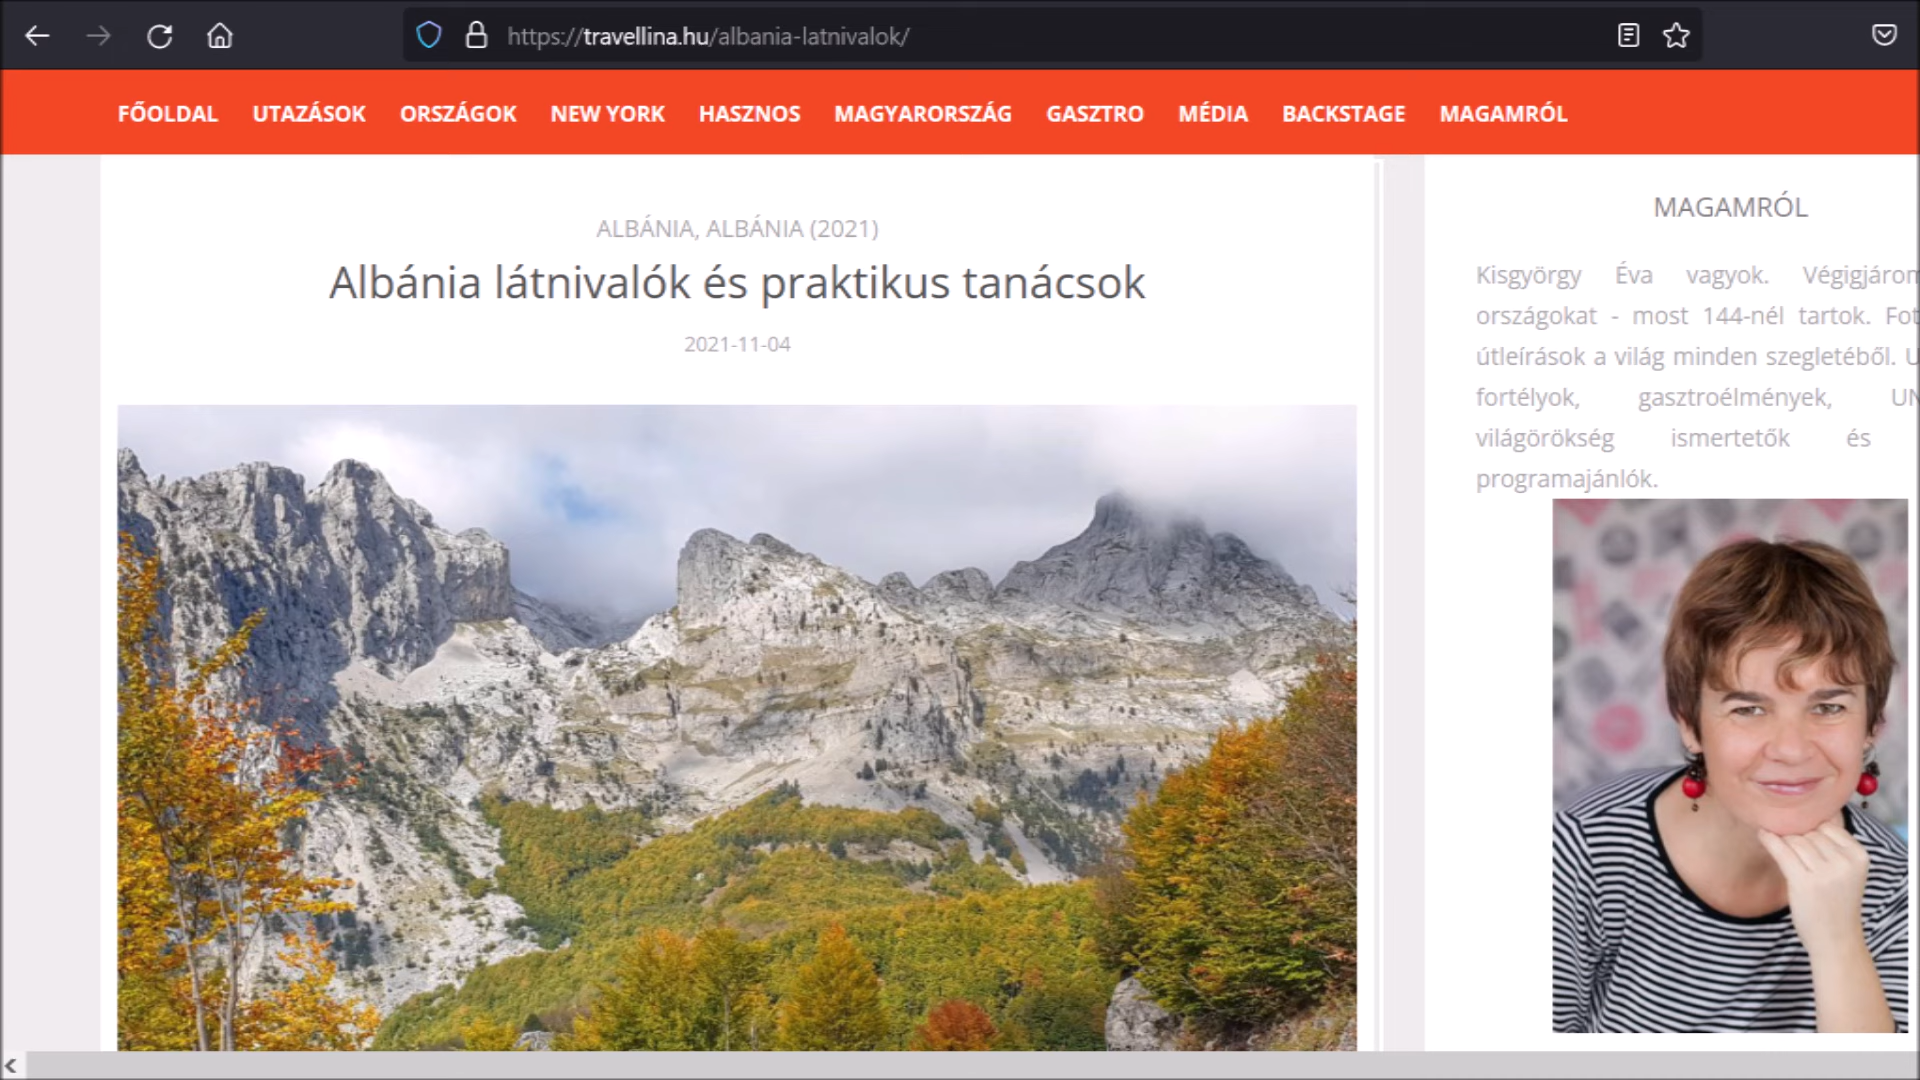 https://travellina.hu/albania-latnivalok/
FŐOLDAL UTAZÁSOK ORSZÁGOK NEW YORK HASZNOS MAGYARORSZÁG GASZTRO MÉDIA BACKSTAGE MAGAMRÓL
ALBÁNIA, ALBÁNIA (2021)
Albánia látnivalók és praktikus tanácsok
2021-11-04
MAGAMRÓL
Kisgyörgy Éva vagyok. Végigjárom
országokat - most 144-nél tartok.
útleírások a világ minden szegletéből.
fortélyok, gasztroélmények,
világörökség ismertetők és
programajánlók.